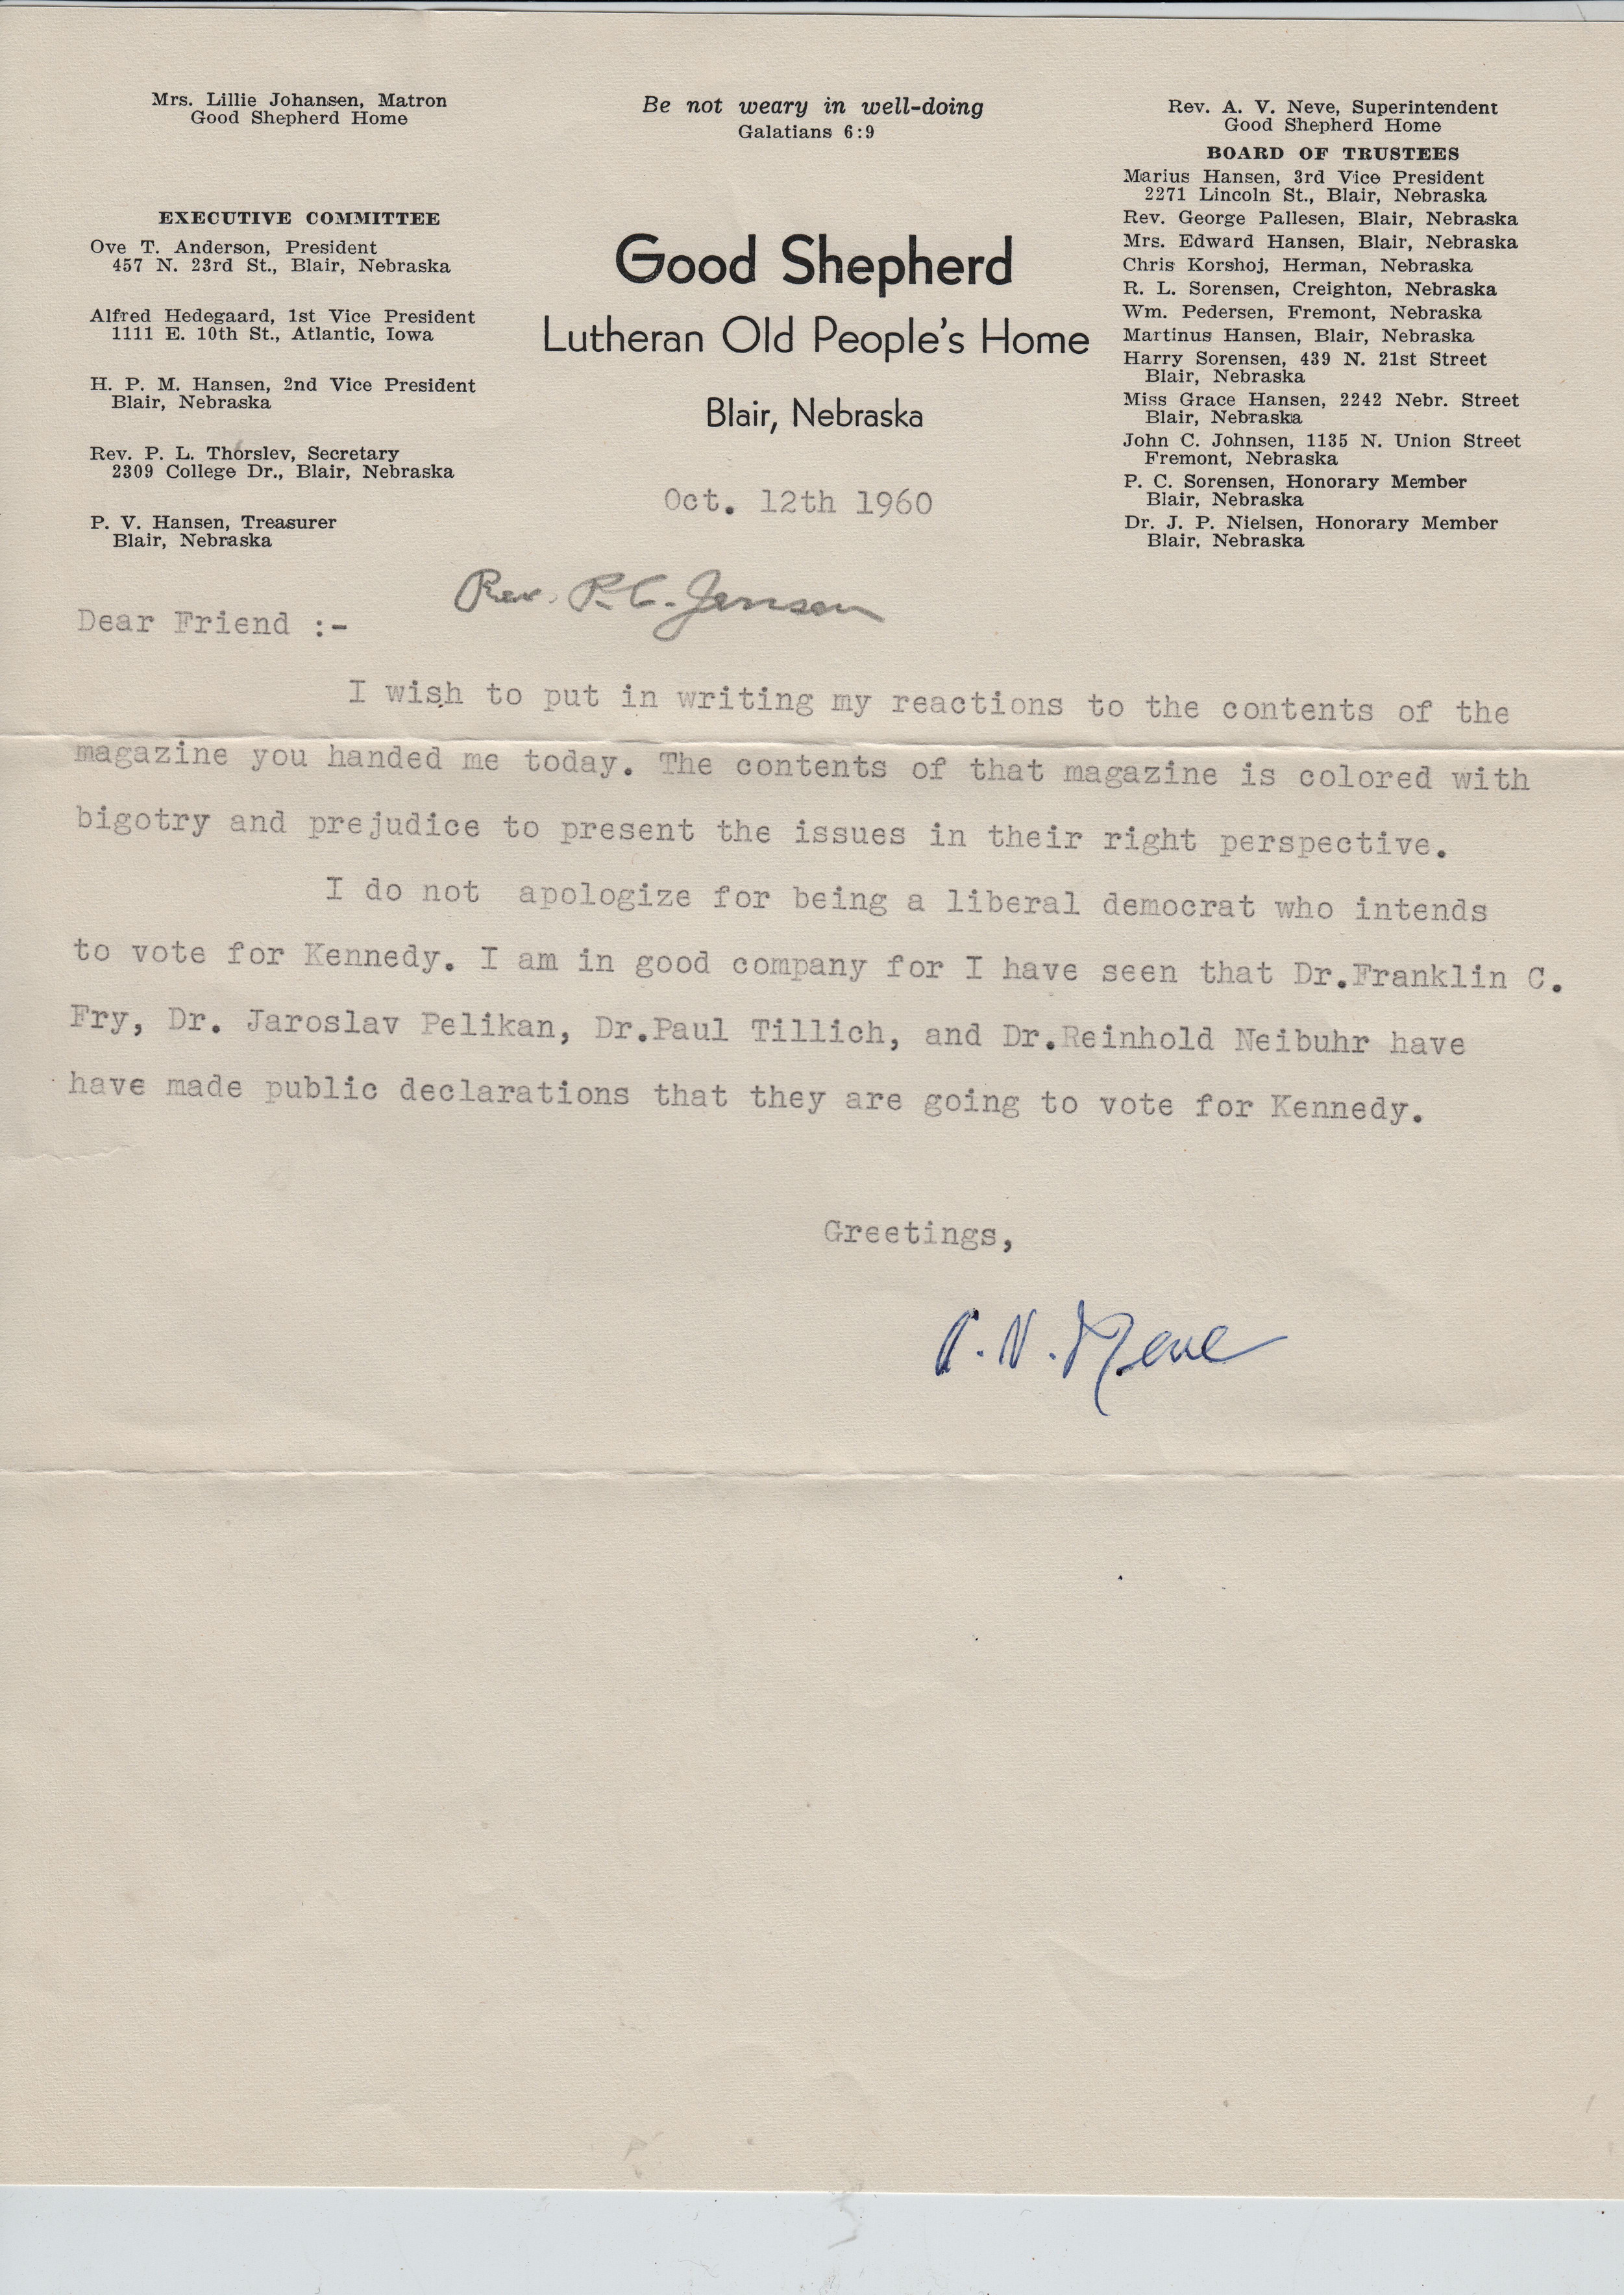 Mrs. Lillie Johansen, Matron
Good Shepherd Home
EXECUTIVE COMMITTEE
Ove T. Anderson, President
457 N. 23rd St., Blair, Nebraska
Alfred Hedegaard, 1st Vice President
1111 E. 10th St., Atlantic, Iowa
H. P. M. Hansen, 2nd Vice President
Blair, Nebraska
Rev. P. L. Thorslev, Secretary
2309 College Dr., Blair, Nebraska
P. V. Hansen, Treasurer
Blair, Nebraska
Be not weary in well-doing
Galatians 6:9
Good Shepherd
Lutheran Old People's Home
Blair, Nebraska
Rev. A. V. Neve, Superintendent
Good Shepherd Home
BOARD OF TRUSTEES
Marius Hansen, 3rd Vice President
2271 Lincoln St., Blair, Nebraska
Rev. George Pallesen, Blair, Nebraska
Mrs. Edward Hansen, Blair, Nebraska
Chris Korshoj, Herman, Nebraska
R. L. Sorensen, Creighton, Nebraska
Wm. Pedersen, Fremont, Nebraska
Martinus Hansen, Blair, Nebraska
Harry Sorensen, 439 N. 21st Street
Blair, Nebraska
Miss Grace Hansen, 2242 Nebr. Street
Blair, Nebraska
John C. Johnsen, 1135 N. Union Street
Fremont, Nebraska
P. C. Sorensen, Honorary Member
Blair, Nebraska
Dr. J. P. Nielsen, Honorary Member
Blair, Nebraska
Oct. 12th 1960
Rev. P.C. Jensen
Dear Friend :-
I wish to put in writing my reactions to the contents of the
magazine you handed me today. The contents of that magazine is colored with
bigotry and prejudice to present the issues in their right perspective.
I do not apologize for being a liberal democrat who intends
to vote for Kennedy. I am in good company for I have seen that Dr.Franklin C.
Fry, Dr. Jaroslav Pelikan, Dr.Paul Tillich, and Dr.Reinhold Neibuhr have
have made public declarations that they are going to vote for Kennedy.
Greetings,
A. V. Neve